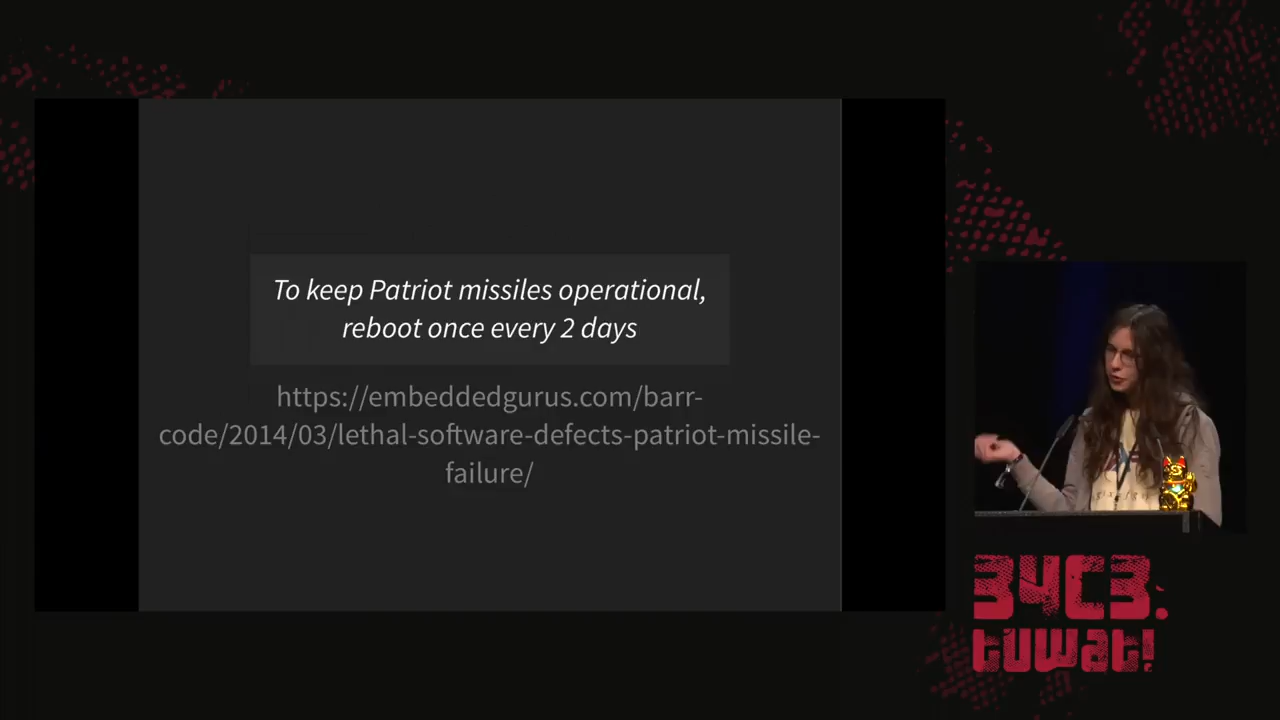 To keep Patriot missiles operational,
reboot once every 2 days
https://embeddedgurus.com/barr-
code/2014/03/lethal-software-defects-patriot-missile-
failure/
34C3.
tuwat!